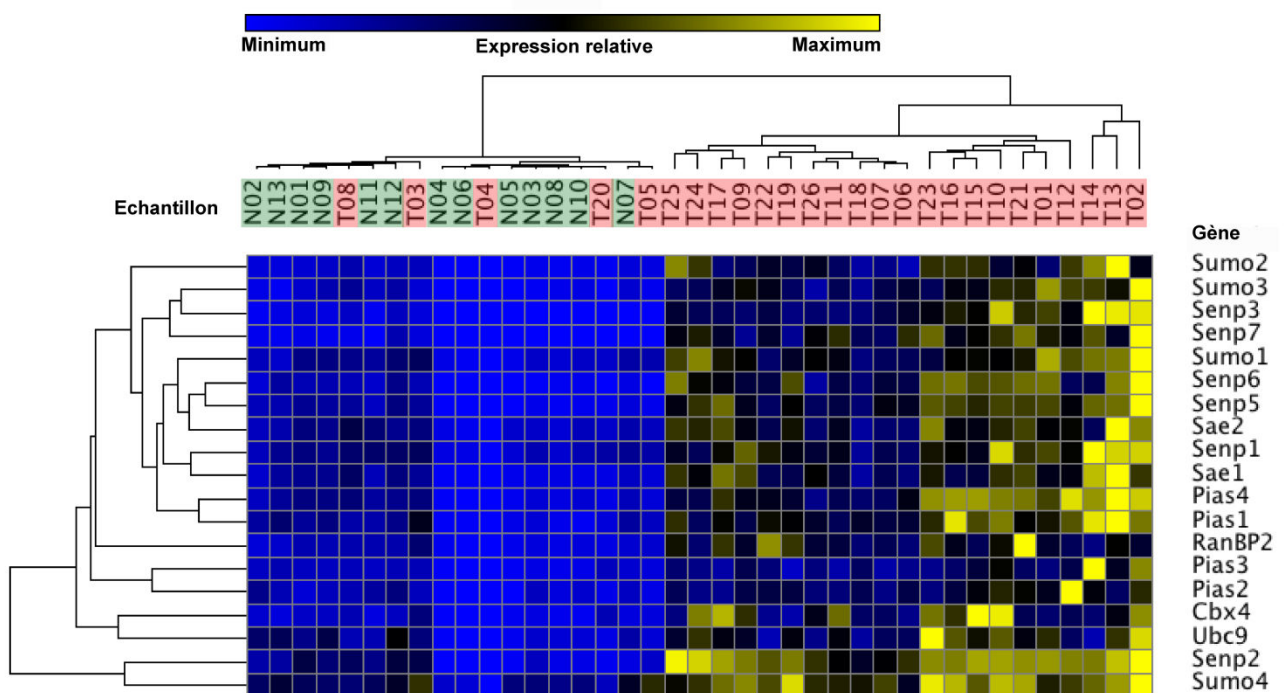 Minimum Expression relative Maximum
Echantillon N02 N13 N01 N09 T08 N11 N12 T03 N04 N06 T04 N05 N03 N08 N10 T20 N07 T05 T25 T24 T17 T09 T22 T19 T26 T11 T18 T07 T06 T23 T16 T15 T10 T21 T01 T12 T14 T13 T02
Gène
Sumo2
Sumo3
Senp3
Senp7
Sumo1
Senp6
Senp5
Sae2
Senp1
Sae1
Pias4
Pias1
RanBP2
Pias3
Pias2
Cbx4
Ubc9
Senp2
Sumo4